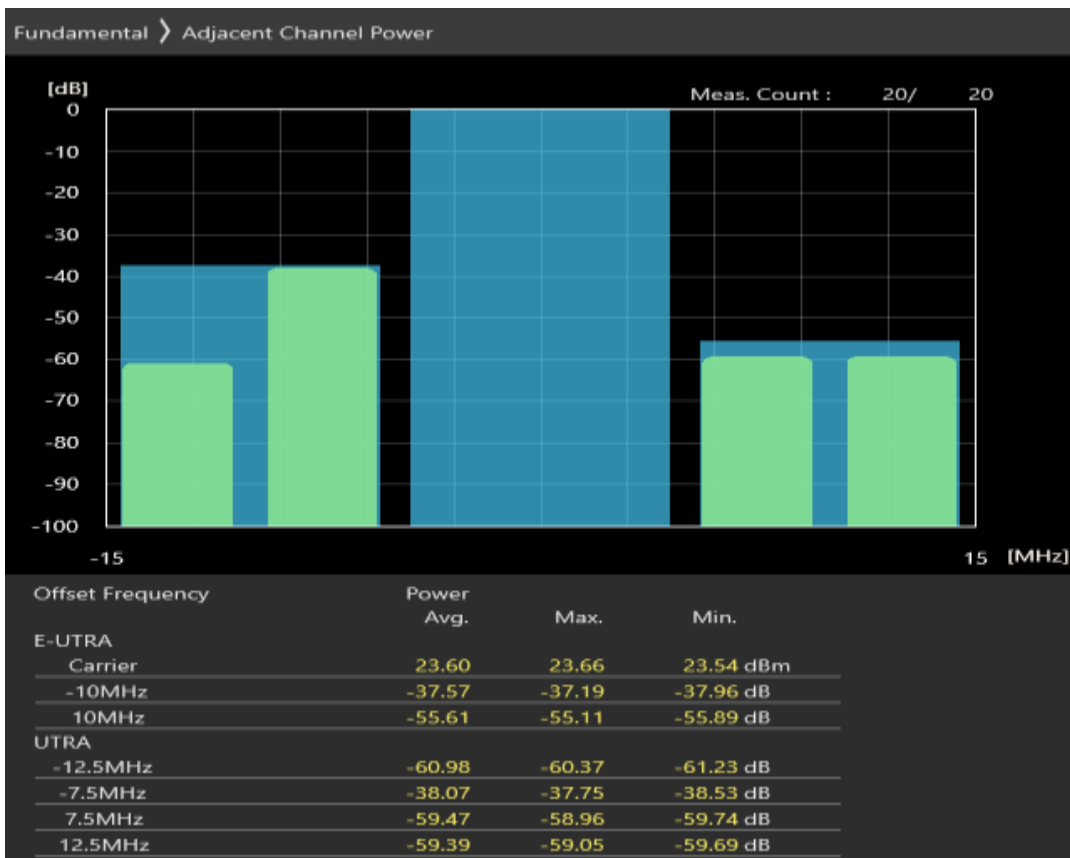 Fundamental ❯ Adjacent Channel Power
[dB]
Meas. Count : 20/ 20
0
-10
-20
-30
-40
-50
-60
-70
-80
-90
-100
-15 15 [MHz]
Offset Frequency Power
Avg. Max. Min.
E-UTRA
Carrier 23.60 23.66 23.54 dBm
-10MHz -37.57 -37.19 -37.96 dB
10MHz -55.61 -55.11 -55.89 dB
UTRA
-12.5MHz -60.98 -60.37 -61.23 dB
-7.5MHz -38.07 -37.75 -38.53 dB
7.5MHz -59.47 -58.96 -59.74 dB
12.5MHz -59.39 -59.05 -59.69 dB